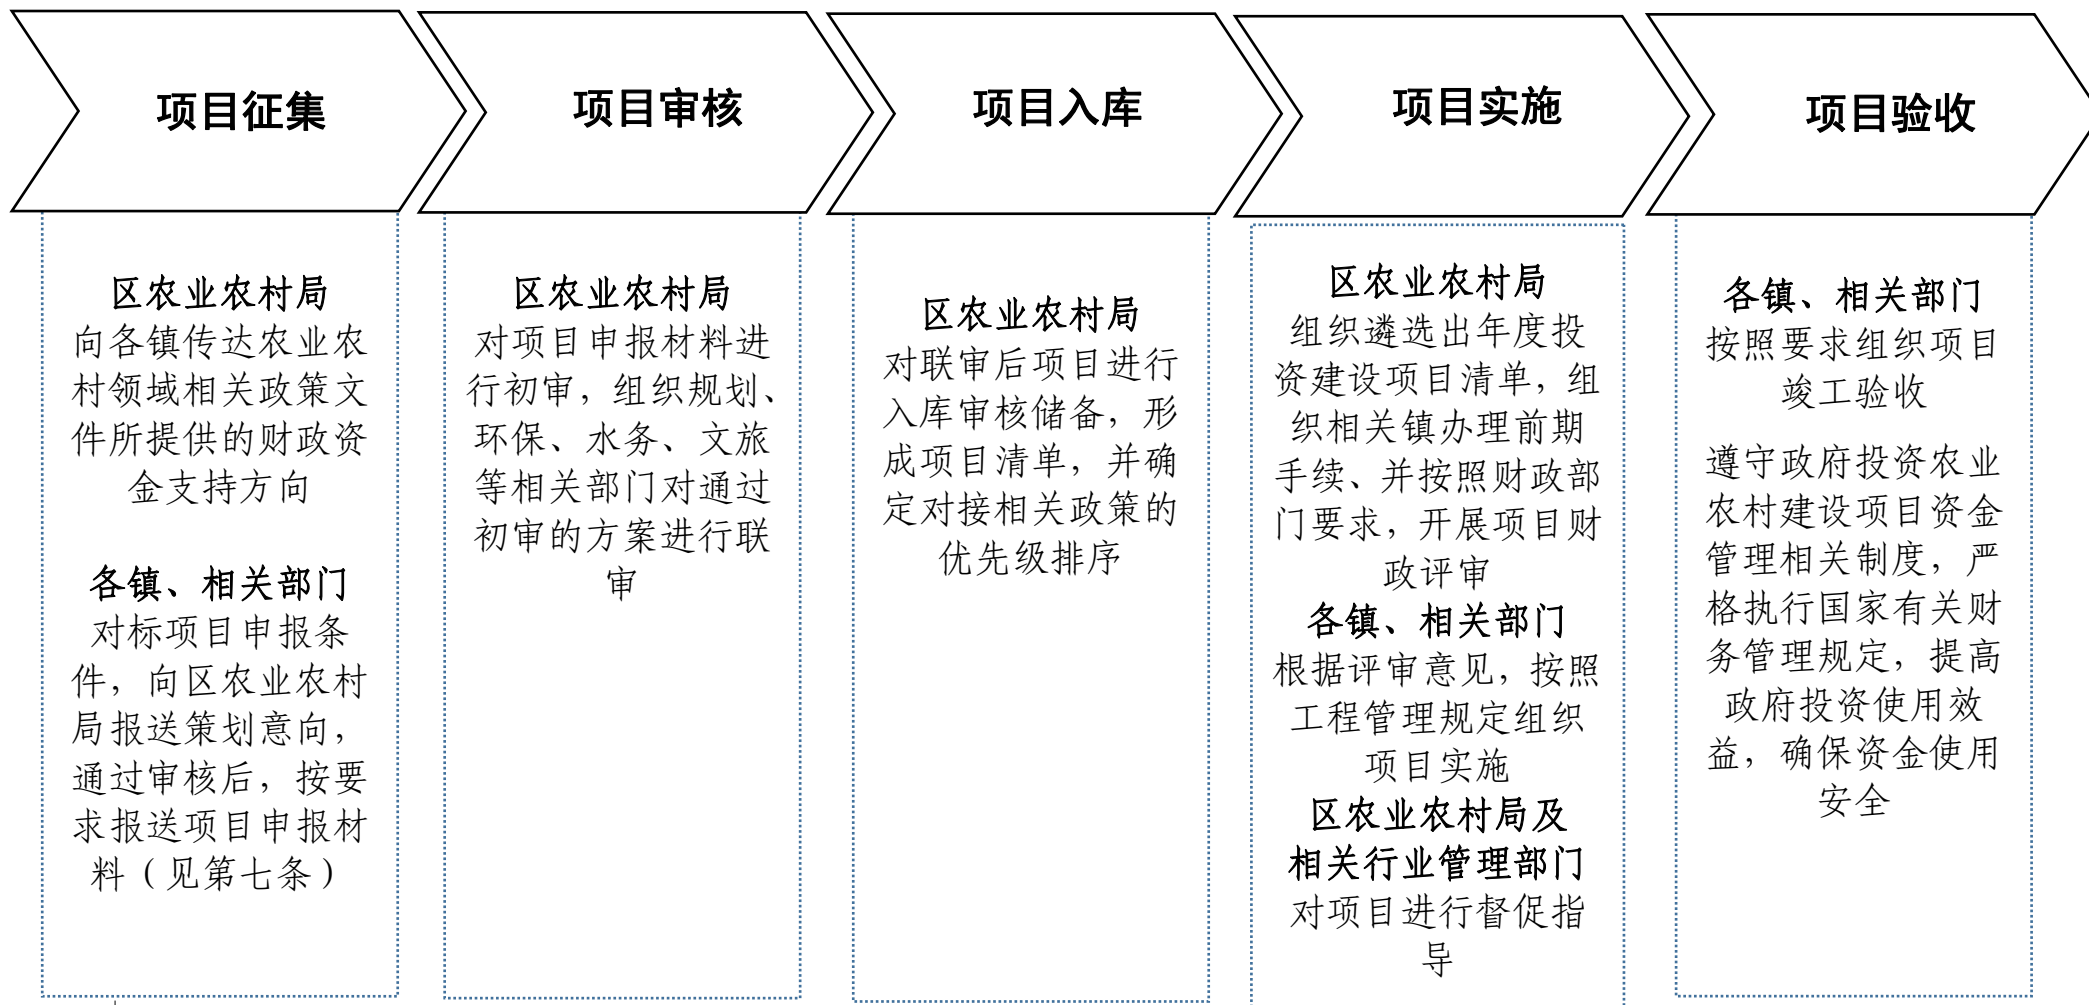 项目征集
项目审核
项目入库
项目实施
项目验收
区农业农村局
向各镇传达农业农
村领域相关政策文
件所提供的财政资
金支持方向
各镇、相关部门
对标项目申报条
件，向区农业农村
局报送策划意向，
通过审核后，按要
求报送项目申报材
料（见第七条）
区农业农村局
对项目申报材料进
行初审，组织规划、
环保、水务、文旅
等相关部门对通过
初审的方案进行联
审
区农业农村局
对联审后项目进行
入库审核储备，形
成项目清单，并确
定对接相关政策的
优先级排序
区农业农村局
组织遴选出年度投
资建设项目清单，组
织相关镇办理前期
手续、并按照财政部
门要求，开展项目财
政评审
各镇、相关部门
根据评审意见，按照
工程管理规定组织
项目实施
区农业农村局及
相关行业管理部门
对项目进行督促指
导
各镇、相关部门
按照要求组织项目
竣工验收
遵守政府投资农业
农村建设项目资金
管理相关制度，严
格执行国家有关财
务管理规定，提高
政府投资使用效
益，确保资金使用
安全